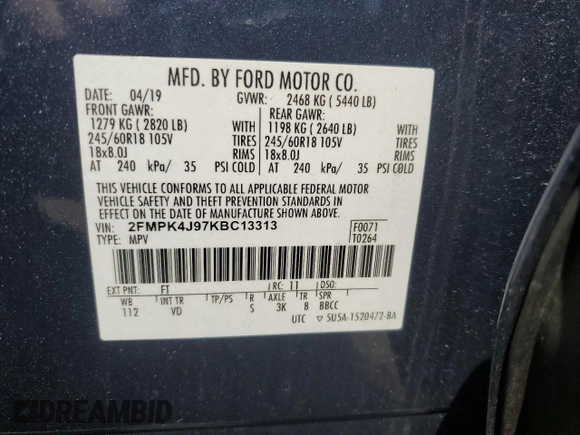 MFD. BY FORD MOTOR CO.
DATE: 04/19 GVWR: 2468 KG ( 5440 LB)
FRONT GAWR: REAR GAWR:
1279 KG ( 2820 LB) WITH 1198 KG ( 2640 LB) WITH
245/60R18 105V TIRES 245/60R18 105V TIRES
18x8.0J RIMS 18x8.0J RIMS
AT 240 kPa/ 35 PSI COLD AT 240 kPa/ 35 PSI COLD
THIS VEHICLE CONFORMS TO ALL APPLICABLE FEDERAL MOTOR
VEHICLE SAFETY AND THEFT PREVENTION STANDARDS IN
EFFECT ON THE DATE OF MANUFACTURE SHOWN ABOVE.
VIN: 2FMPK4J97KBC13313 F0071
TYPE: MPV T0264
EXT PNT: FT RC: 11 DSO:
WB INT TR TP/PS R AXLE TR SPR
112 VD S 3K 8 BBCC
UTC ▽ 5U5A-1520472-BA
DREAMBID